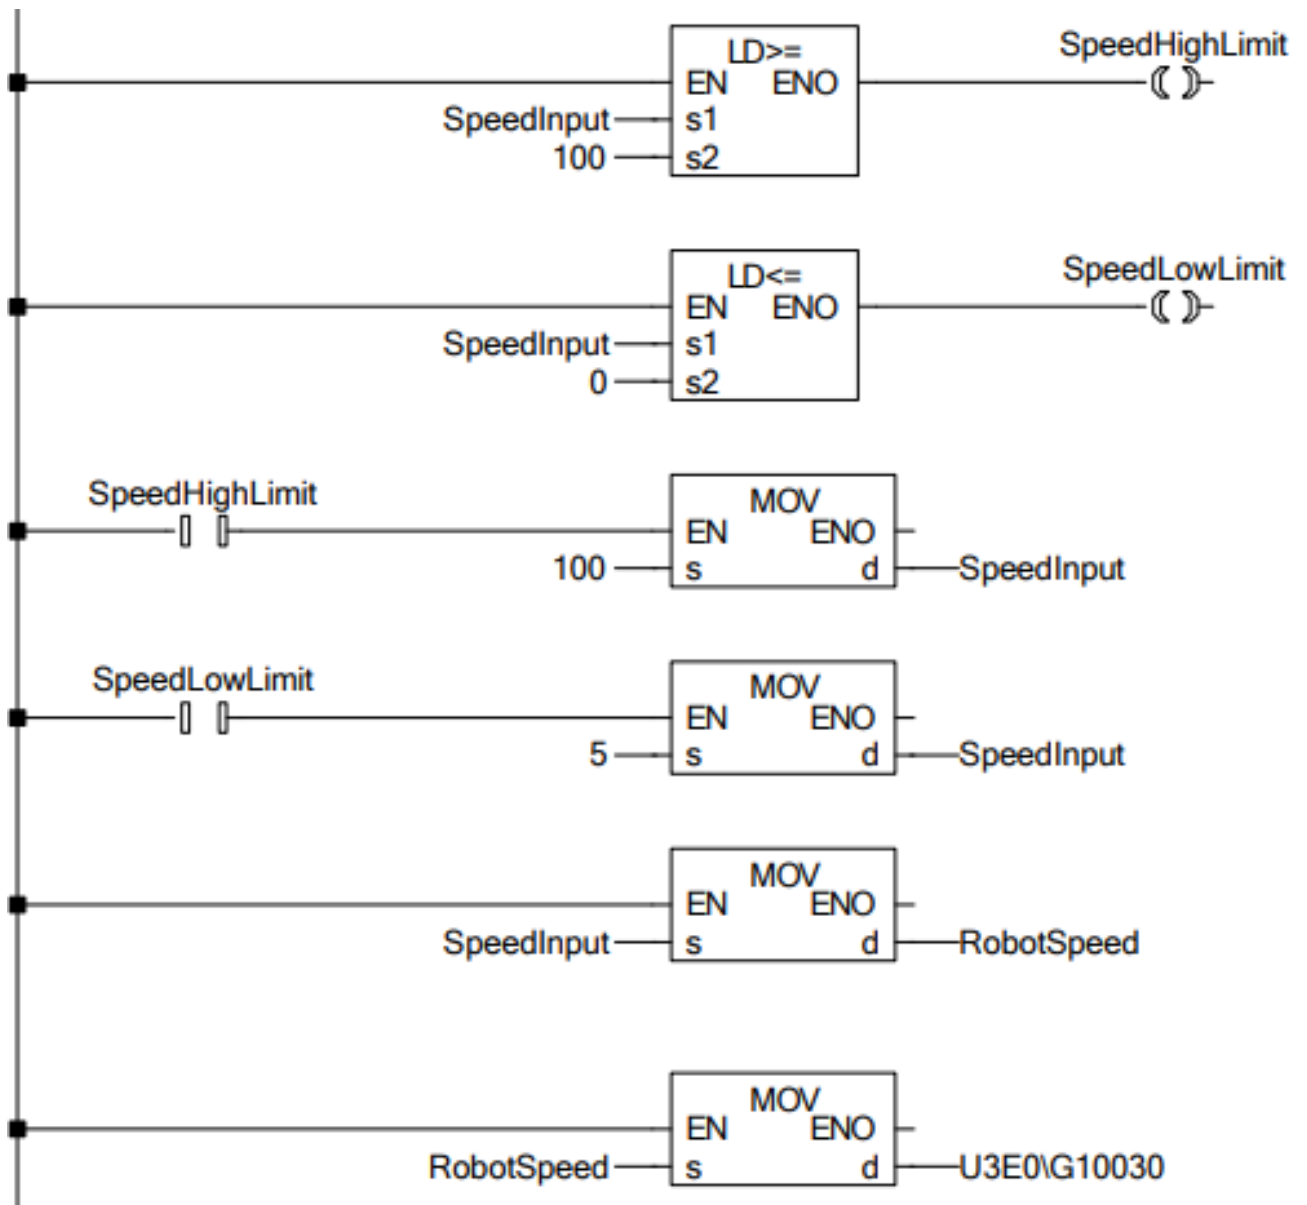 LD>=
SpeedHighLimit
EN ENO
SpeedInput s1
100 s2
LD<=
SpeedLowLimit
EN ENO
SpeedInput s1
0 s2
SpeedHighLimit
MOV
EN ENO
100 s d SpeedInput
SpeedLowLimit
MOV
EN ENO
5 s d SpeedInput
MOV
EN ENO
SpeedInput s d RobotSpeed
MOV
EN ENO
RobotSpeed s d U3E0\G10030